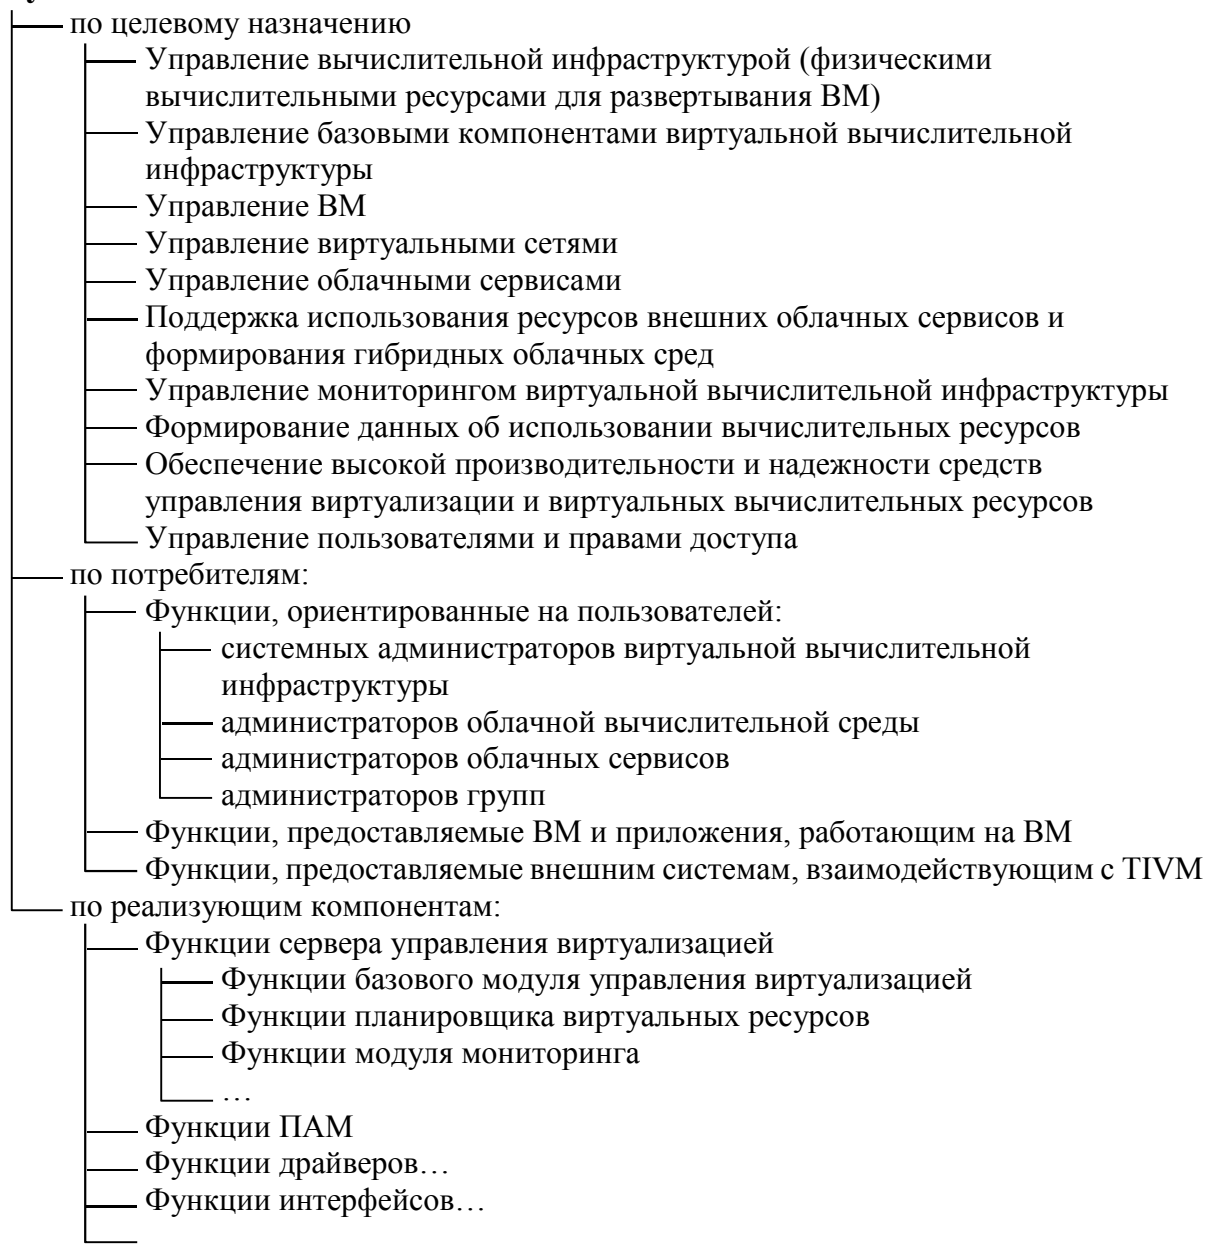 по целевому назначению
Управление вычислительной инфраструктурой (физическими
вычислительными ресурсами для развертывания ВМ)
Управление базовыми компонентами виртуальной вычислительной
инфраструктуры
Управление ВМ
Управление виртуальными сетями
Управление облачными сервисами
Поддержка использования ресурсов внешних облачных сервисов и
формирования гибридных облачных сред
Управление мониторингом виртуальной вычислительной инфраструктуры
Формирование данных об использовании вычислительных ресурсов
Обеспечение высокой производительности и надежности средств
управления виртуализации и виртуальных вычислительных ресурсов
Управление пользователями и правами доступа
по потребителям:
Функции, ориентированные на пользователей:
системных администраторов виртуальной вычислительной
инфраструктуры
администраторов облачной вычислительной среды
администраторов облачных сервисов
администраторов групп
Функции, предоставляемые ВМ и приложения, работающим на ВМ
Функции, предоставляемые внешним системам, взаимодействующим с TIVM
по реализующим компонентам:
Функции сервера управления виртуализацией
Функции базового модуля управления виртуализацией
Функции планировщика виртуальных ресурсов
Функции модуля мониторинга
…
Функции ПАМ
Функции драйверов…
Функции интерфейсов…